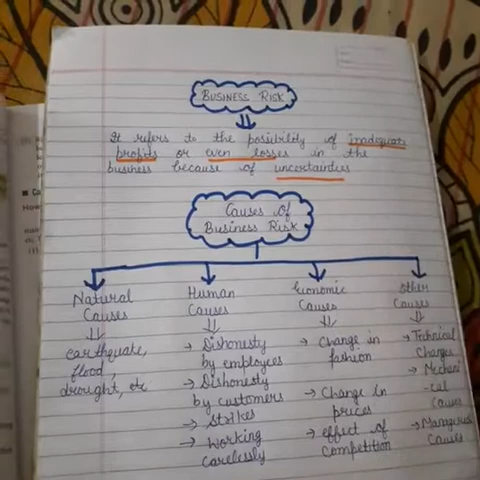 BUSINESS RISK
It refers to the possibility of inadequate
profits or even losses in the
business because of uncertainties
Causes of
Business Risk
Natural
Causes
earthquate,
flood,
drought, etc
Human
Causes
→ Dishonesty
by employees
→ Dishonesty
by customers
→ Strikes
→ Working
carelessly
Economic
Causes
→ Change in
fashion
→ Change in
prices
→ effect of
competition
Other
Causes
→ Technical
Changes
→ Mechani
-cal
causes
→ Managerial
Causes